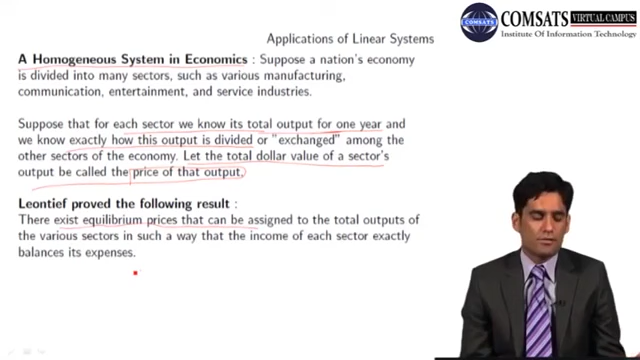 Applications of Linear Systems
COMSATS VIRTUAL CAMPUS
Institute Of Information Technology
A Homogeneous System in Economics : Suppose a nation's economy
is divided into many sectors, such as various manufacturing,
communication, entertainment, and service industries.
Suppose that for each sector we know its total output for one year and
we know exactly how this output is divided or "exchanged" among the
other sectors of the economy. Let the total dollar value of a sector's
output be called the price of that output.
Leontief proved the following result :
There exist equilibrium prices that can be assigned to the total outputs of
the various sectors in such a way that the income of each sector exactly
balances its expenses.